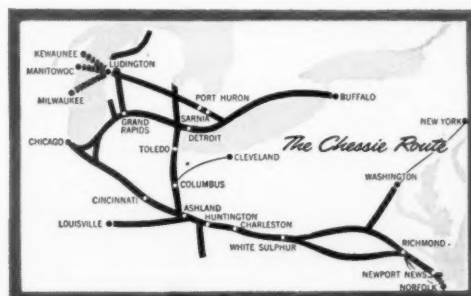 KEWAUNEE
LUDINGTON
MANITOWOC
MILWAUKEE
PORT HURON
SARNIA
BUFFALO
GRAND
RAPIDS
DETROIT
NEW YORK
The Chessie Route
CHICAGO
TOLEDO
CLEVELAND
WASHINGTON
COLUMBUS
CINCINNATI
ASHLAND
LOUISVILLE
HUNTINGTON
CHARLESTON
RICHMOND
WHITE SULPHUR
NEWPORT NEWS
NORFOLK